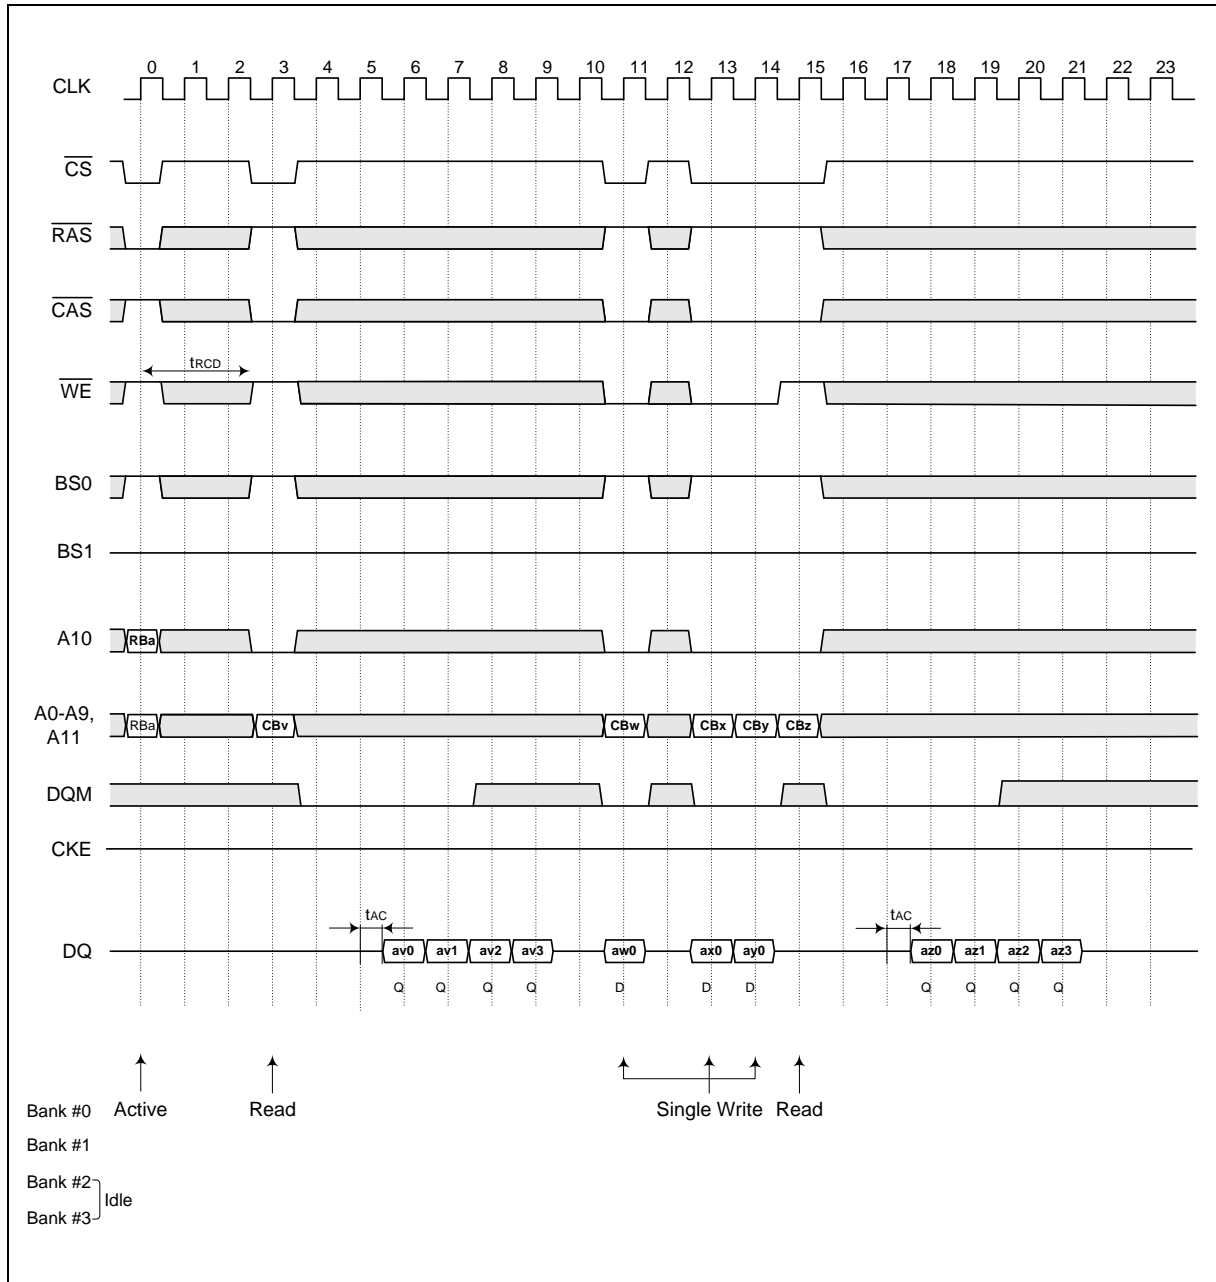 0 1 2 3 4 5 6 7 8 9 10 11 12 13 14 15 16 17 18 19 20 21 22 23
CLK
CS
RAS
CAS
tRCD
WE
BS0
BS1
A10 RBa
A0-A9,
A11
RBa CBv CBw CBx CBy CBz
DQM
CKE
tAC tAC
DQ av0 av1 av2 av3 aw0 ax0 ay0 az0 az1 az2 az3
Q Q Q Q D D D Q Q Q Q
Bank #0 Active Read Single Write Read
Bank #1
Bank #2
Idle
Bank #3